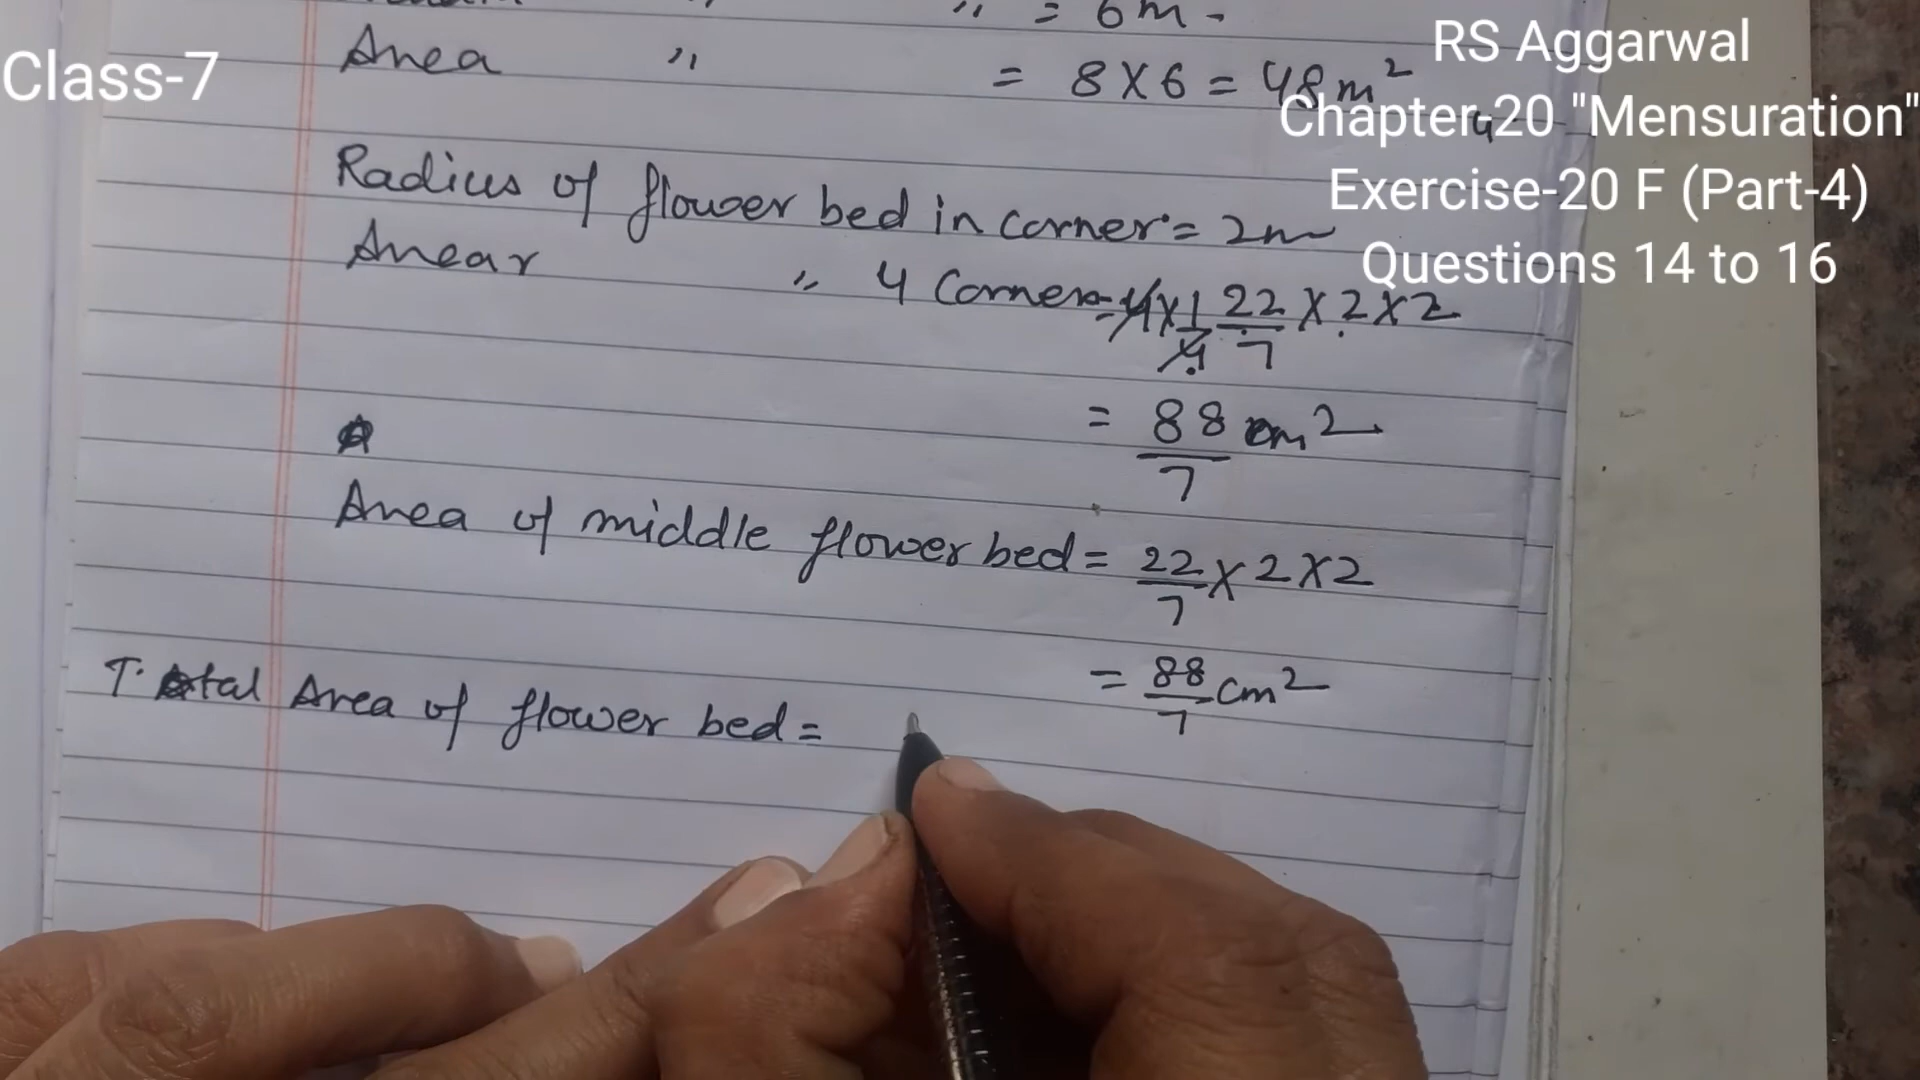 = 6m.
Class-7
RS Aggarwal
Chapter-20 "Mensuration"
Exercise-20 F (Part-4)
Questions 14 to 16
Area " = 8 X 6 = 48 m²
Radius of flower bed in corner = 2m
Anear " 4 Corner = 4 X 1/4 22/7 X 2 X 2
= 88/7 cm²
Area of middle flower bed = 22/7 X 2 X 2
= 88/7 cm²
T. Total Area of flower bed =